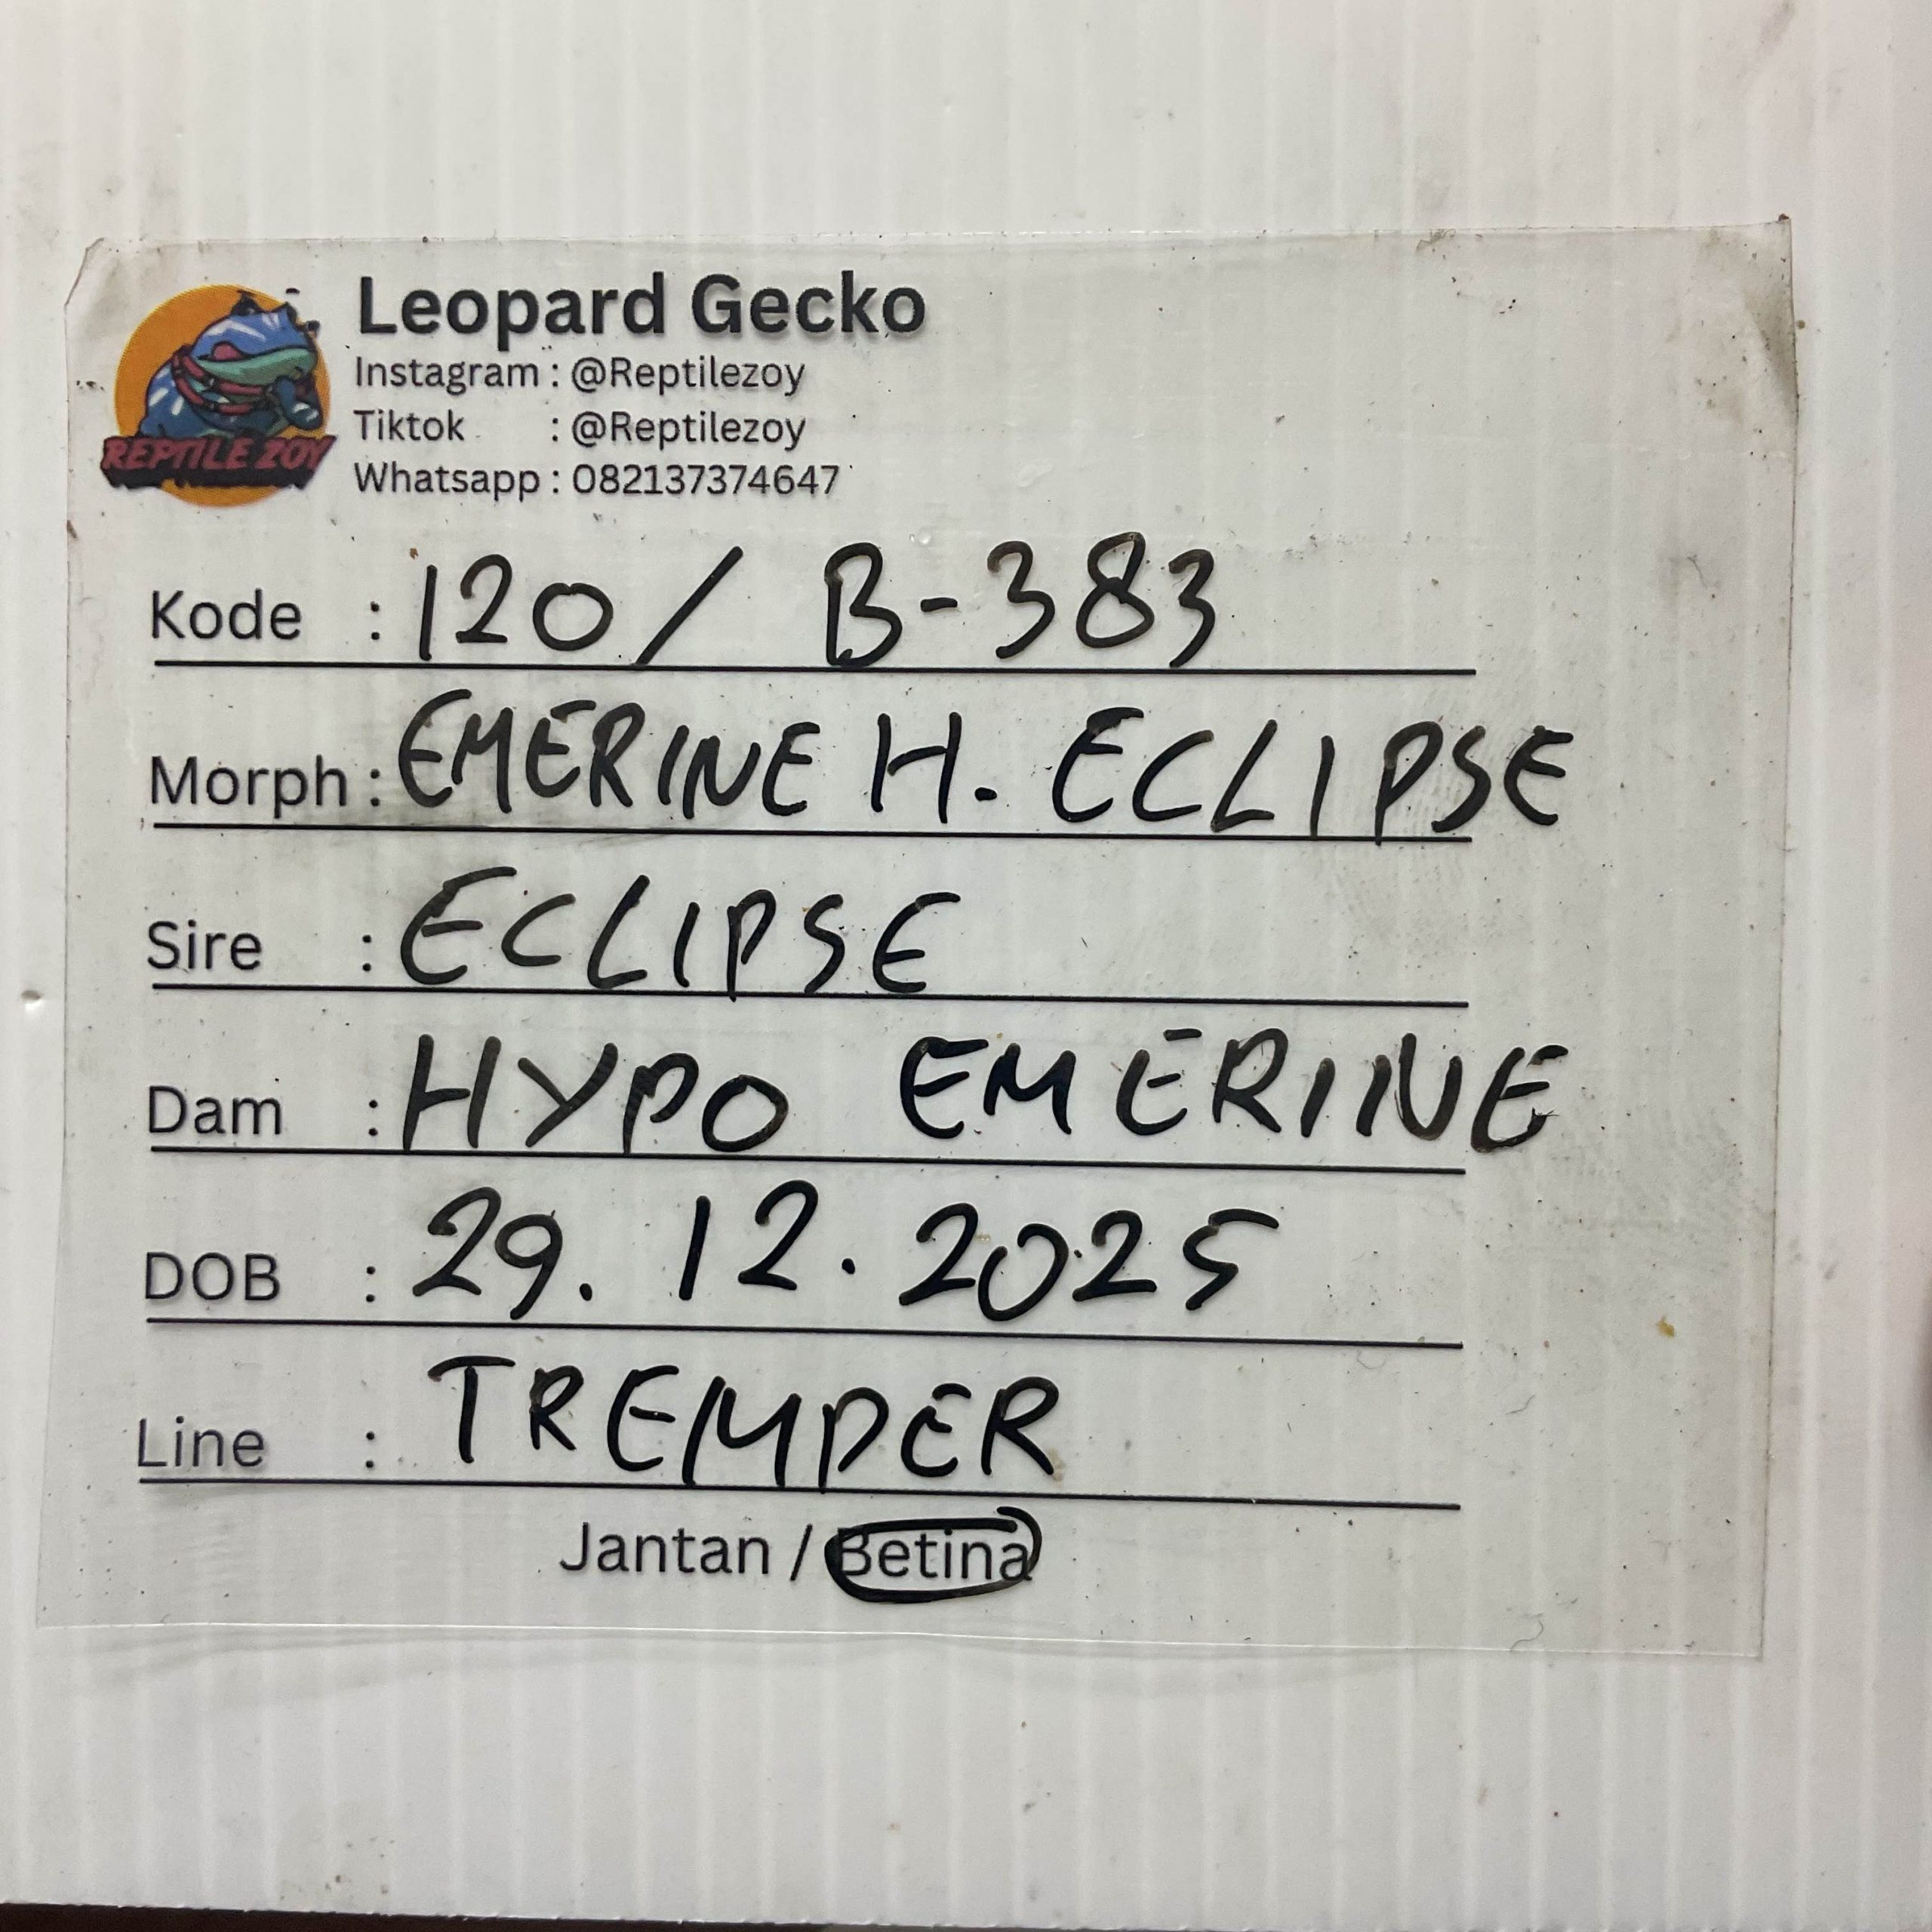 REPTILE ZOY
Leopard Gecko
Instagram : @Reptilezoy
Tiktok : @Reptilezoy
Whatsapp : 082137374647
Kode : 120 / B-383
Morph : EMERINE H. ECLIPSE
Sire : ECLIPSE
Dam : HYPO EMERINE
DOB : 29.12.2025
Line : TREMPER
Jantan / Betina